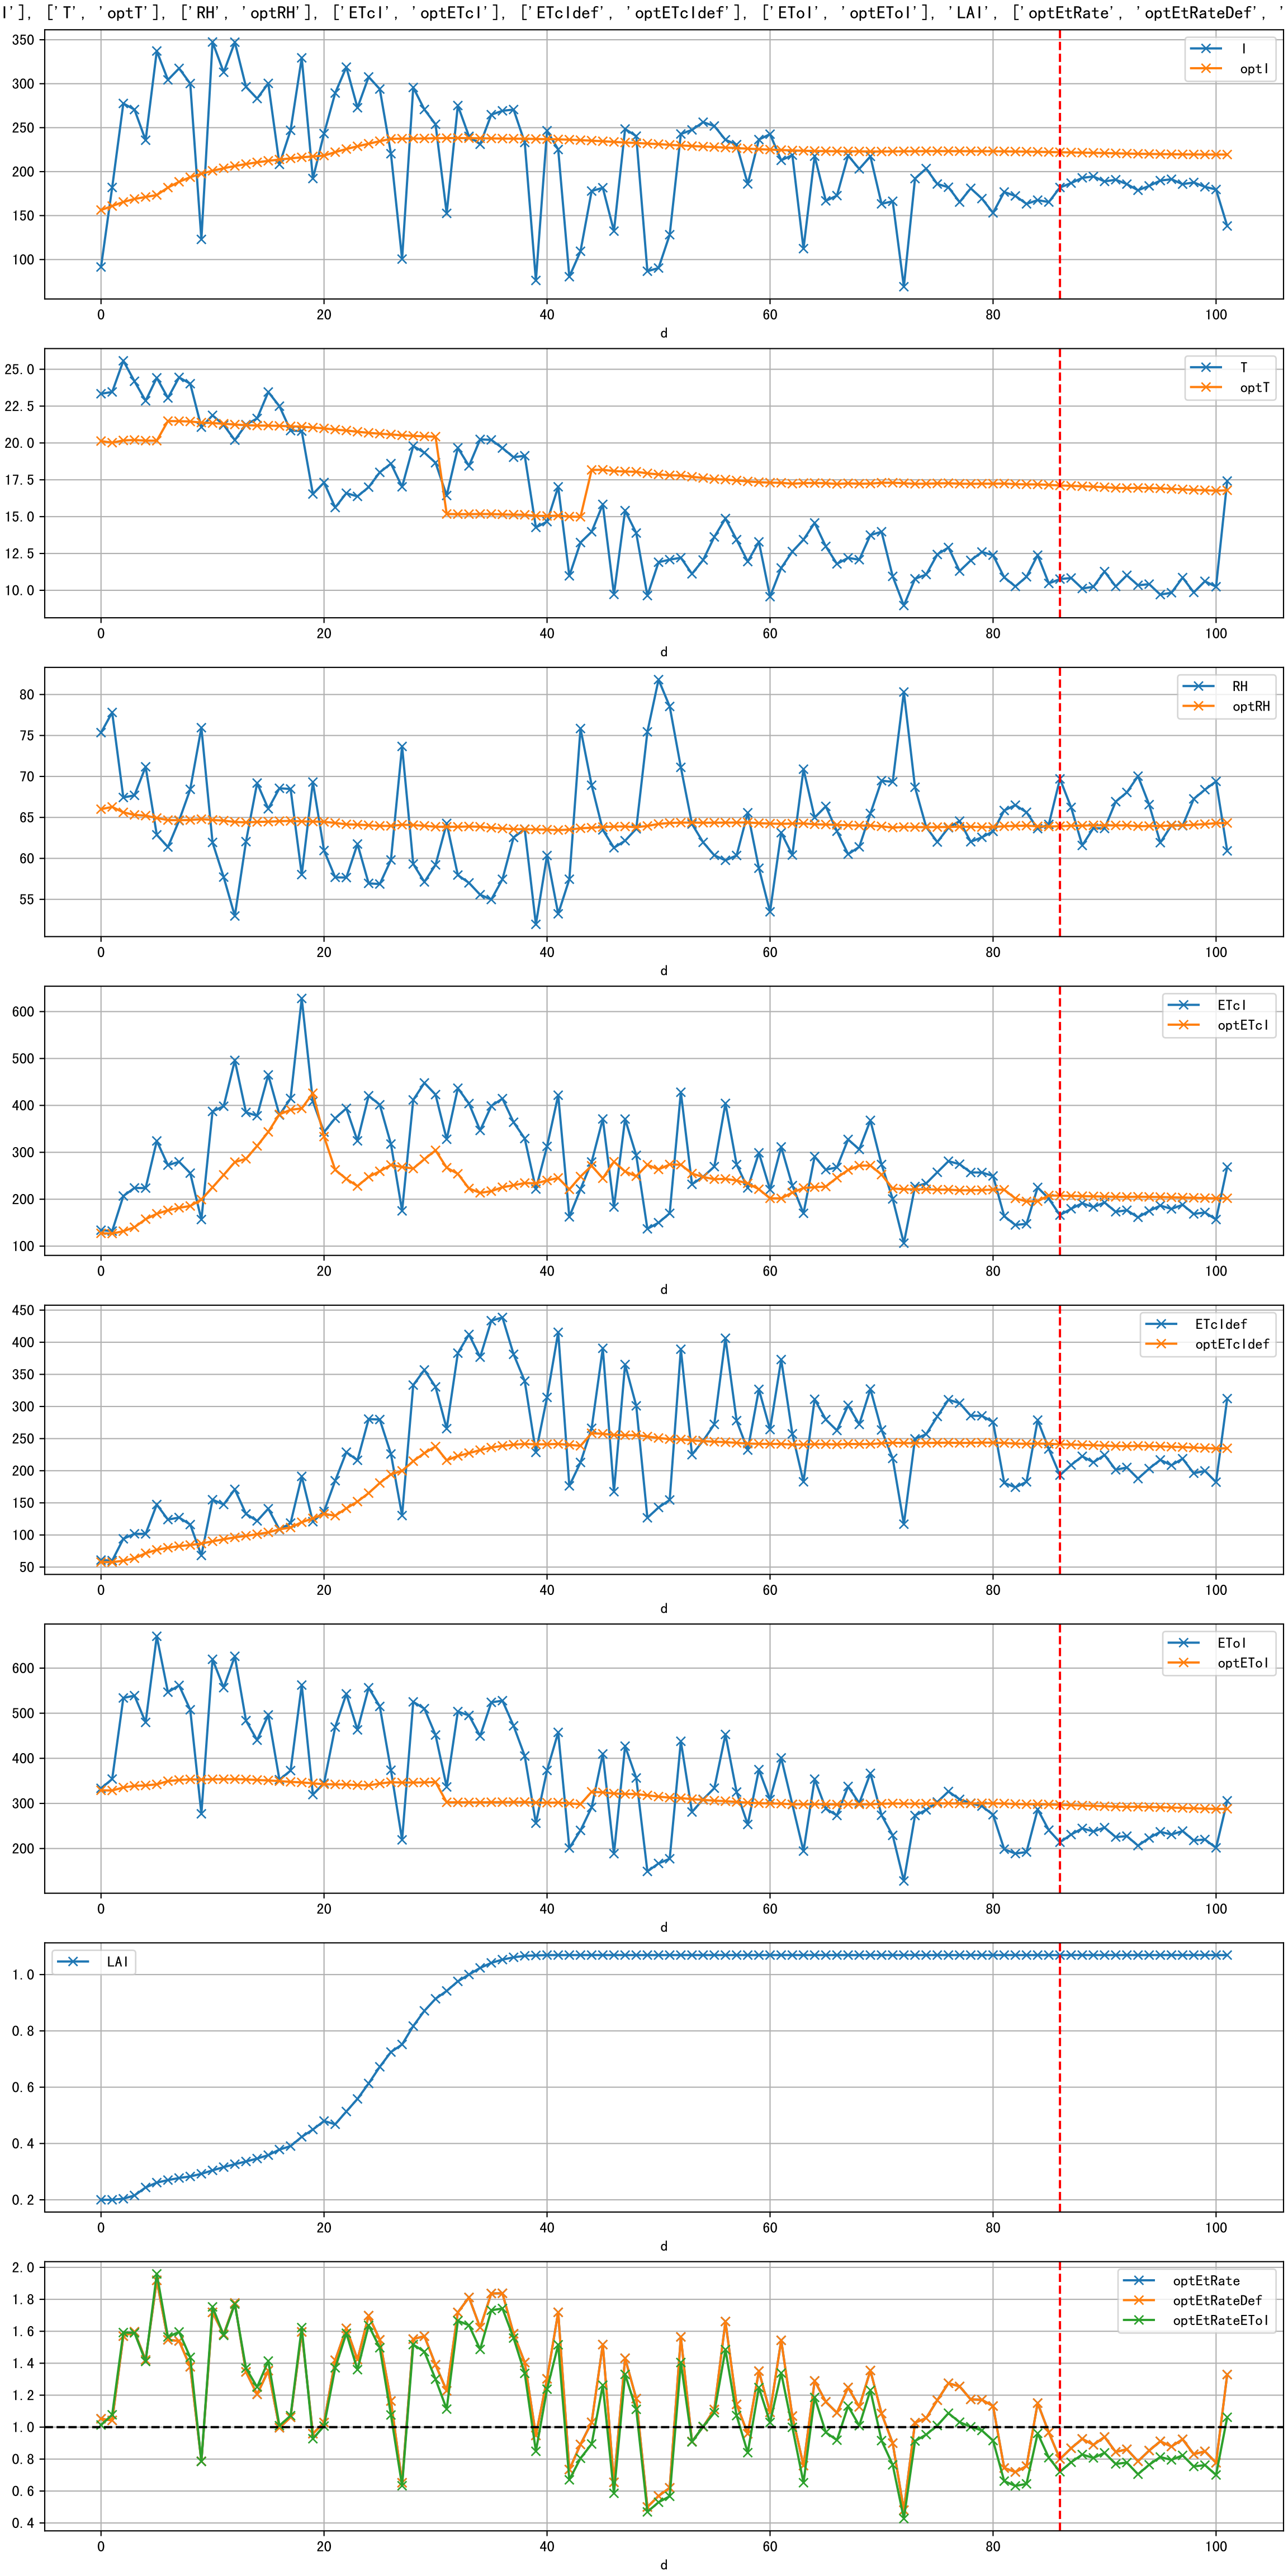 I'], ['T', 'optT'], ['RH', 'optRH'], ['ETcI', 'optETcI'], ['ETcIdef', 'optETcIdef'], ['EToI', 'optEToI'], 'LAI', ['optEtRate', 'optEtRateDef', '
350
300
250
200
150
100
I
optI
0 20 40 60 80 100
d
25.0
22.5
20.0
17.5
15.0
12.5
10.0
T
optT
0 20 40 60 80 100
d
80
75
70
65
60
55
RH
optRH
0 20 40 60 80 100
d
600
500
400
300
200
100
ETcI
optETcI
0 20 40 60 80 100
d
450
400
350
300
250
200
150
100
50
ETcIdef
optETcIdef
0 20 40 60 80 100
d
600
500
400
300
200
EToI
optEToI
0 20 40 60 80 100
d
1.0
0.8
0.6
0.4
0.2
LAI
0 20 40 60 80 100
d
2.0
1.8
1.6
1.4
1.2
1.0
0.8
0.6
0.4
optEtRate
optEtRateDef
optEtRateEToI
0 20 40 60 80 100
d